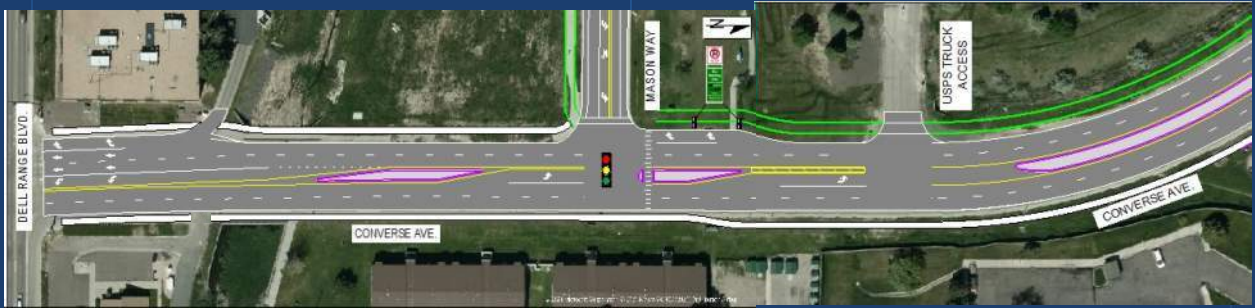 DELL RANGE BLVD.
MASON WAY
N
USPS TRUCK
ACCESS
CONVERSE AVE.
CONVERSE AVE.